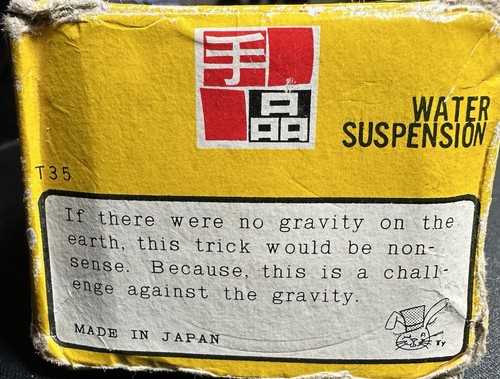 手品
WATER
SUSPENSION
T35
If there were no gravity on the
earth, this trick would be non-
sense. Because, this is a chall-
enge against the gravity.
MADE IN JAPAN
Ty